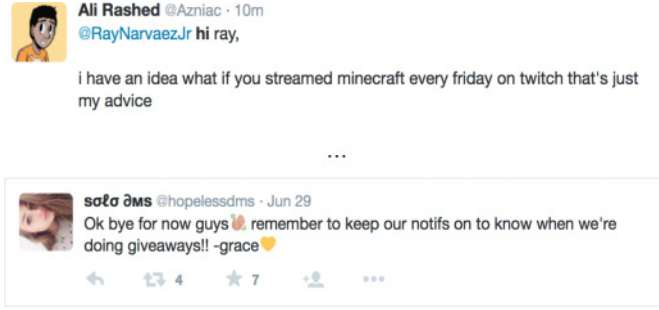 Ali Rashed @Azniac · 10m
@RayNarvaezJr hi ray,
i have an idea what if you streamed minecraft every friday on twitch that's just
my advice
...
sσℓσ ∂мs @hopelessdms · Jun 29
Ok bye for now guys👋 remember to keep our notifs on to know when we're
doing giveaways!! -grace💛
4 7